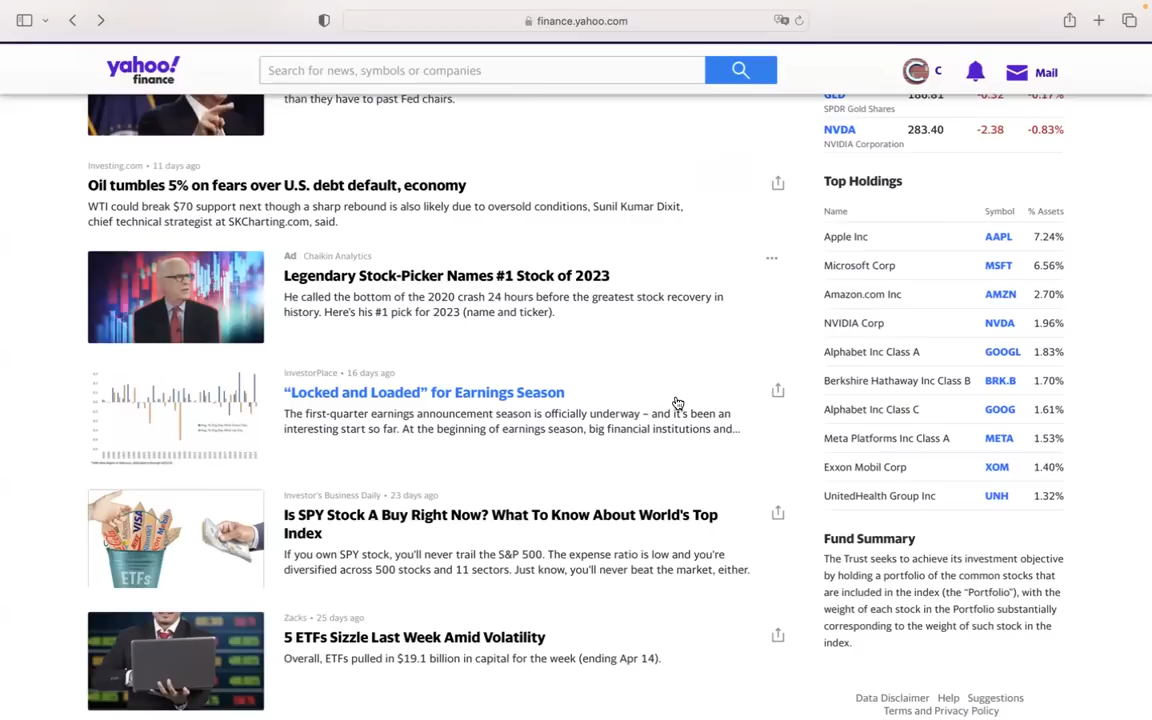 finance.yahoo.com
yahoo!
finance
Search for news, symbols or companies
C
Mail
than they have to past Fed chairs.
Investing.com • 11 days ago
Oil tumbles 5% on fears over U.S. debt default, economy
WTI could break $70 support next though a sharp rebound is also likely due to oversold conditions, Sunil Kumar Dixit,
chief technical strategist at SKCharting.com, said.
Ad Chaikin Analytics
Legendary Stock-Picker Names #1 Stock of 2023
He called the bottom of the 2020 crash 24 hours before the greatest stock recovery in
history. Here's his #1 pick for 2023 (name and ticker).
InvestorPlace • 16 days ago
“Locked and Loaded” for Earnings Season
The first-quarter earnings announcement season is officially underway – and it's been an
interesting start so far. At the beginning of earnings season, big financial institutions and...
VISA
ETFs
Investor's Business Daily • 23 days ago
Is SPY Stock A Buy Right Now? What To Know About World's Top
Index
If you own SPY stock, you'll never trail the S&P 500. The expense ratio is low and you're
diversified across 500 stocks and 11 sectors. Just know, you'll never beat the market, either.
Zacks • 25 days ago
5 ETFs Sizzle Last Week Amid Volatility
Overall, ETFs pulled in $19.1 billion in capital for the week (ending Apr 14).
GLD 186.81 -0.32 -0.17%
SPDR Gold Shares
NVDA 283.40 -2.38 -0.83%
NVIDIA Corporation
Top Holdings
Name Symbol % Assets
Apple Inc AAPL 7.24%
Microsoft Corp MSFT 6.56%
Amazon.com Inc AMZN 2.70%
NVIDIA Corp NVDA 1.96%
Alphabet Inc Class A GOOGL 1.83%
Berkshire Hathaway Inc Class B BRK.B 1.70%
Alphabet Inc Class C GOOG 1.61%
Meta Platforms Inc Class A META 1.53%
Exxon Mobil Corp XOM 1.40%
UnitedHealth Group Inc UNH 1.32%
Fund Summary
The Trust seeks to achieve its investment objective
by holding a portfolio of the common stocks that
are included in the index (the “Portfolio”), with the
weight of each stock in the Portfolio substantially
corresponding to the weight of such stock in the
index.
Data Disclaimer Help Suggestions
Terms and Privacy Policy